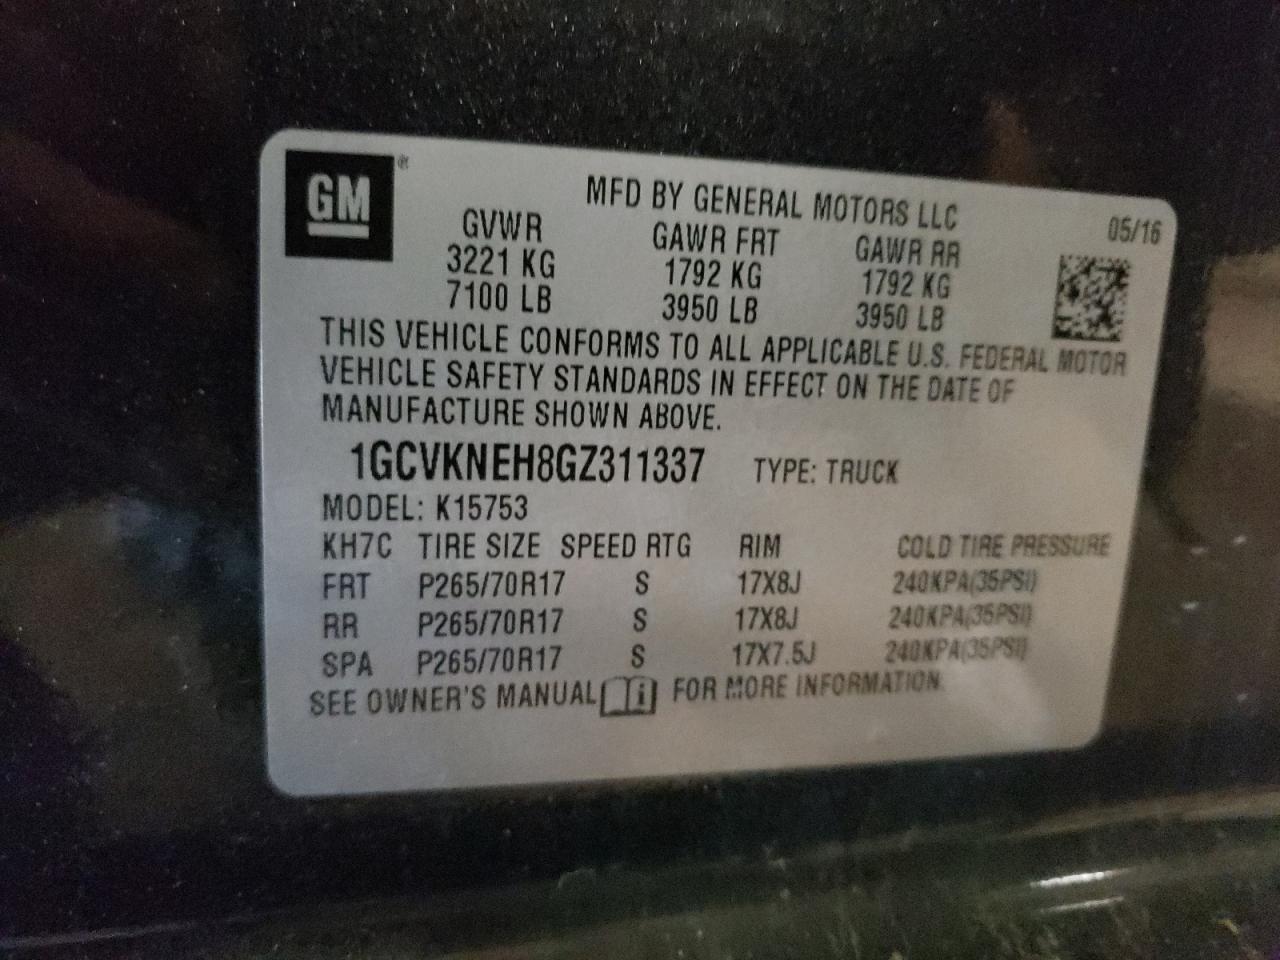 GM
MFD BY GENERAL MOTORS LLC
05/16
GVWR GAWR FRT GAWR RR
3221 KG 1792 KG 1792 KG
7100 LB 3950 LB 3950 LB
THIS VEHICLE CONFORMS TO ALL APPLICABLE U.S. FEDERAL MOTOR
VEHICLE SAFETY STANDARDS IN EFFECT ON THE DATE OF
MANUFACTURE SHOWN ABOVE.
1GCVKNEH8GZ311337 TYPE: TRUCK
MODEL: K15753
KH7C TIRE SIZE SPEED RTG RIM COLD TIRE PRESSURE
FRT P265/70R17 S 17X8J 240KPA(35PSI)
RR P265/70R17 S 17X8J 240KPA(35PSI)
SPA P265/70R17 S 17X7.5J 240KPA(35PSI)
SEE OWNER'S MANUAL i FOR MORE INFORMATION.